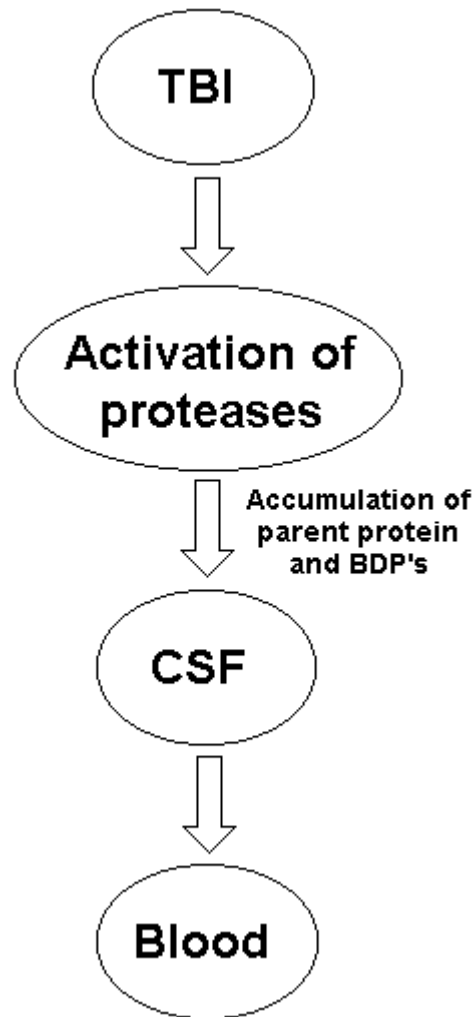 TBI
Activation of
proteases
Accumulation of
parent protein
and BDP's
CSF
Blood